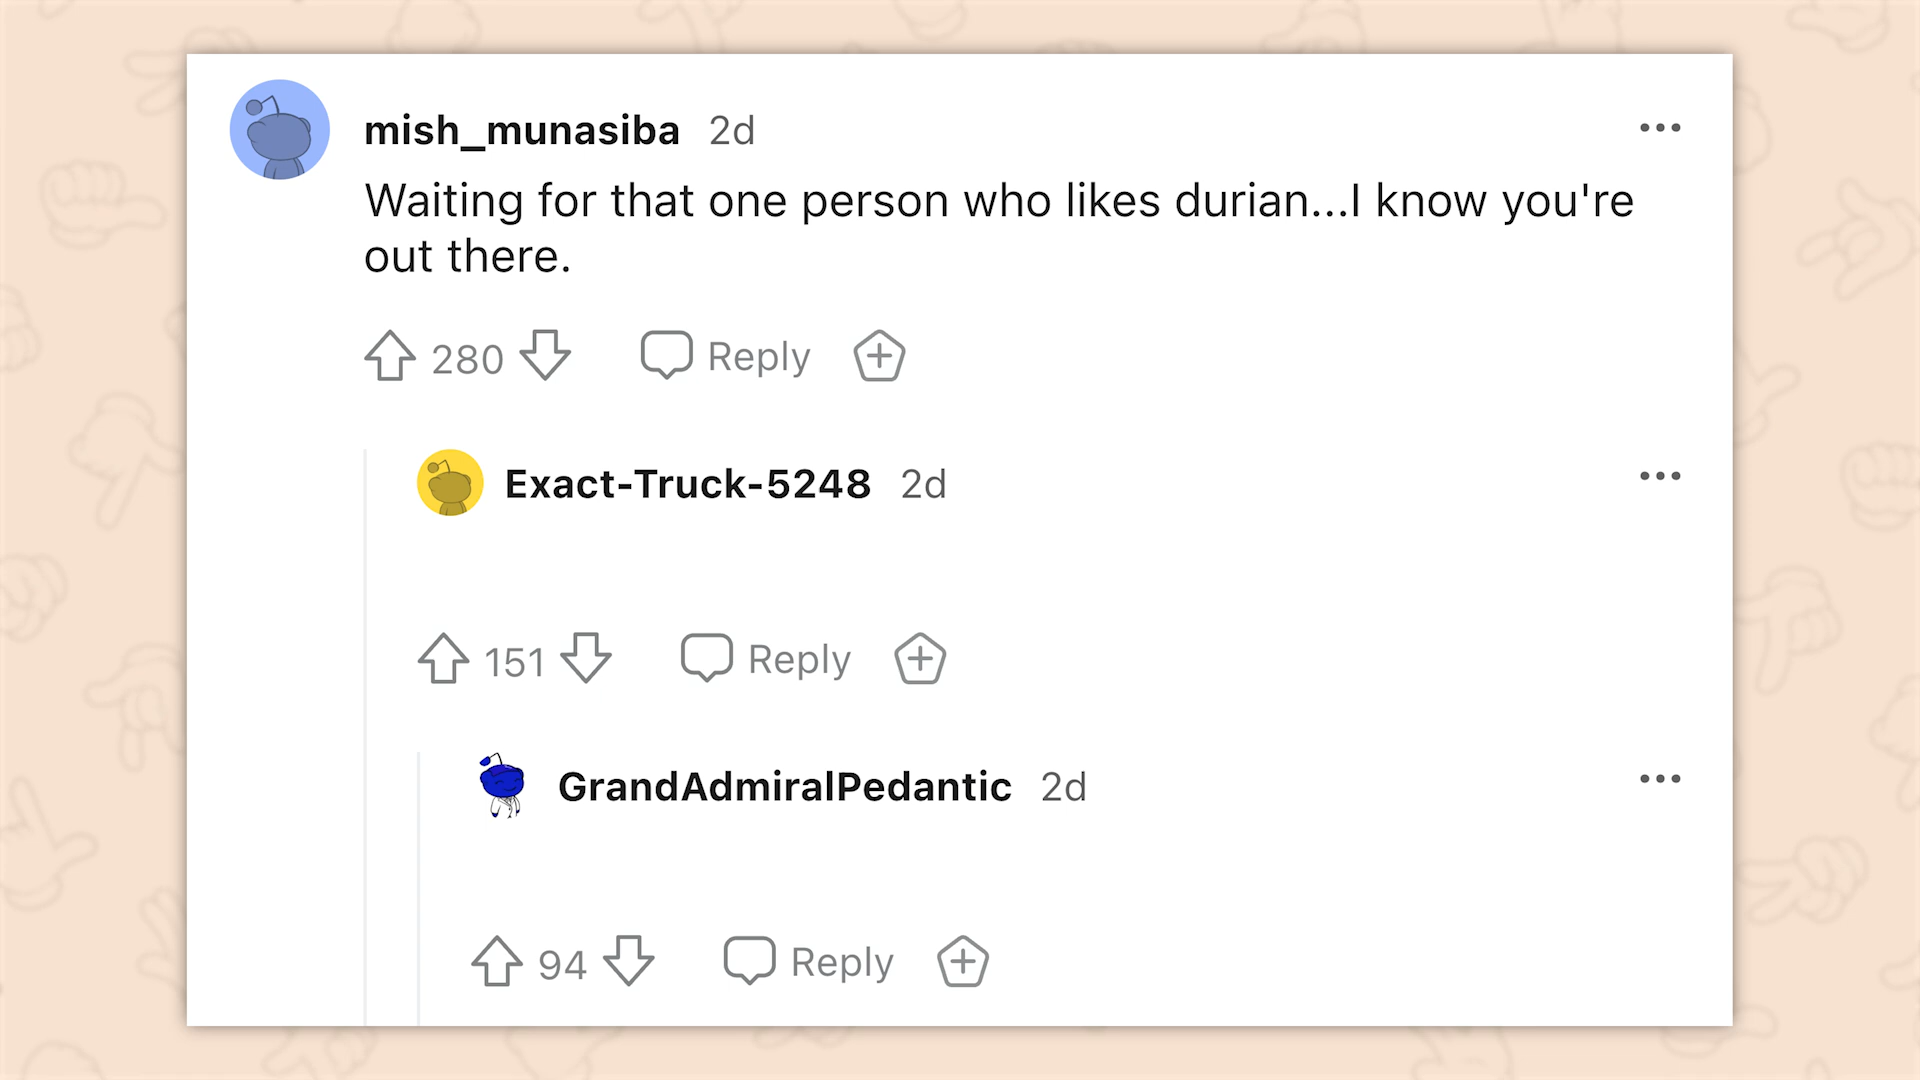 mish_munasiba 2d
Waiting for that one person who likes durian...I know you're
out there.
280 Reply
Exact-Truck-5248 2d
151 Reply
GrandAdmiralPedantic 2d
94 Reply